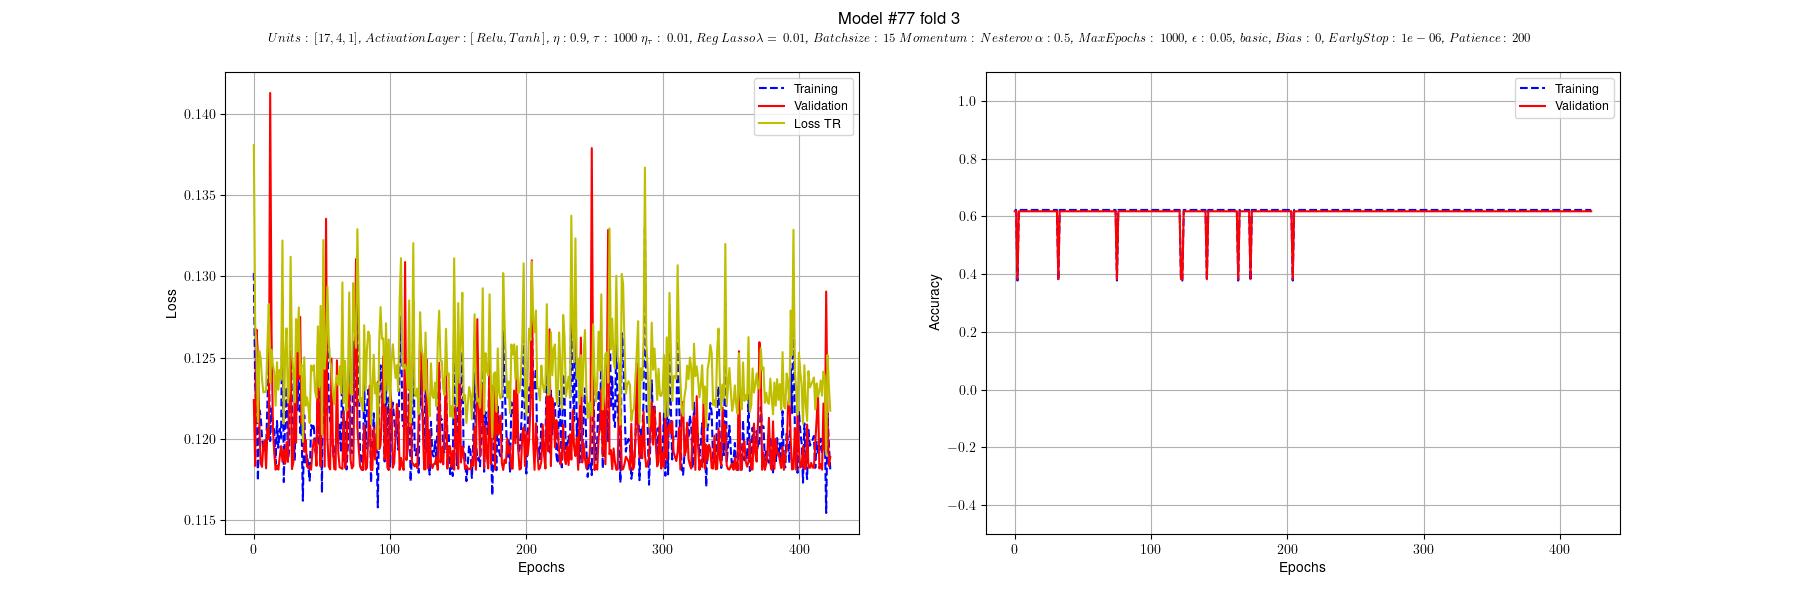 Model #77 fold 3
Units : [17, 4, 1], ActivationLayer : [ Relu, Tanh], η : 0.9, τ : 1000 ητ : 0.01, Reg Lassoλ = 0.01, Batchsize : 15 Momentum : Nesterov α : 0.5, MaxEpochs : 1000, ϵ : 0.05, basic, Bias : 0, EarlyStop : 1e − 06, Patience : 200
Training
Validation
Loss TR
0.140
0.135
0.130
0.125
0.120
0.115
Loss
0
100
200
300
400
Epochs
Training
Validation
1.0
0.8
0.6
0.4
0.2
0.0
−0.2
−0.4
Accuracy
0
100
200
300
400
Epochs